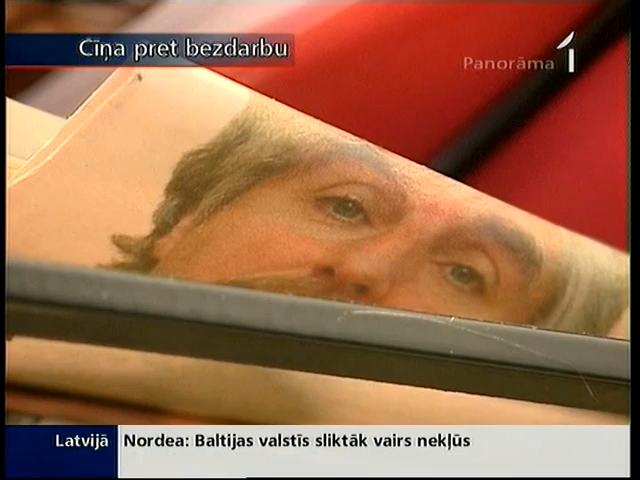 Cīņa pret bezdarbu
Panorāma 1
Latvijā
Nordea: Baltijas valstīs sliktāk vairs nekļūs